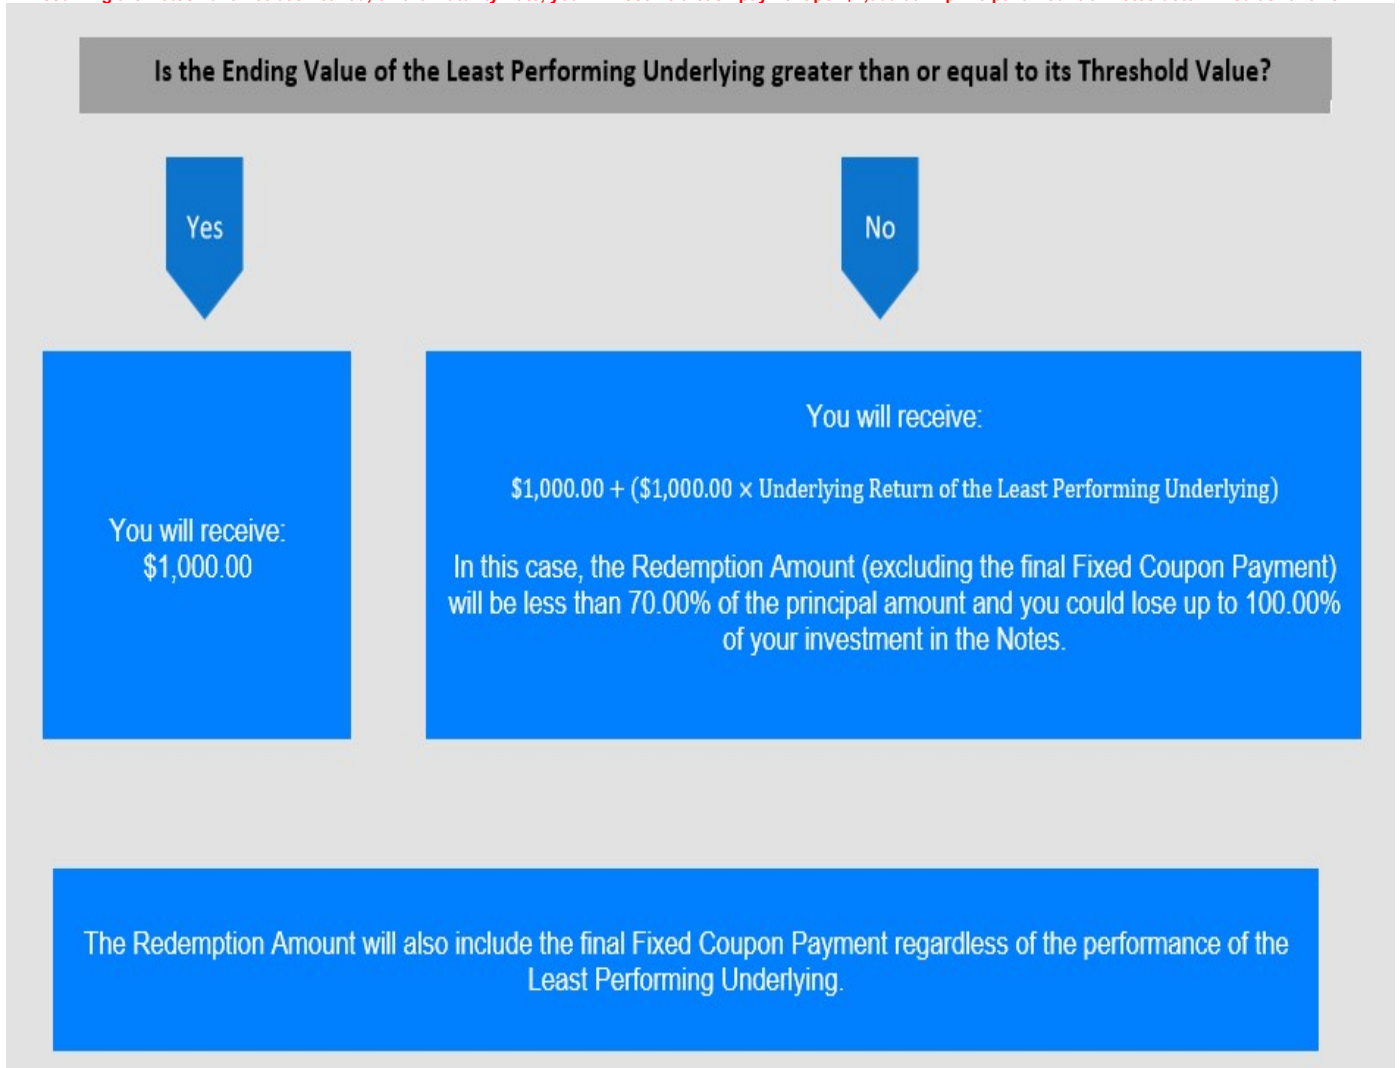 Is the Ending Value of the Least Performing Underlying greater than or equal to its Threshold Value?
Yes
No
You will receive:
$1,000.00
You will receive:
$1,000.00 + ($1,000.00 × Underlying Return of the Least Performing Underlying)
In this case, the Redemption Amount (excluding the final Fixed Coupon Payment)
will be less than 70.00% of the principal amount and you could lose up to 100.00%
of your investment in the Notes.
The Redemption Amount will also include the final Fixed Coupon Payment regardless of the performance of the
Least Performing Underlying.